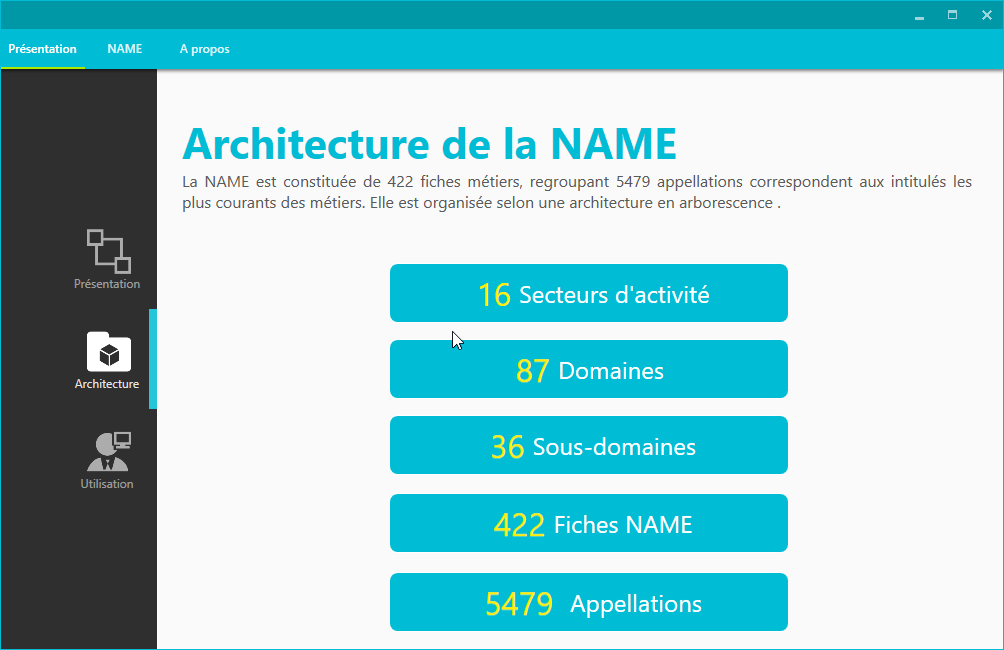 Présentation NAME A propos
Architecture de la NAME
La NAME est constituée de 422 fiches métiers, regroupant 5479 appellations correspondent aux intitulés les
plus courants des métiers. Elle est organisée selon une architecture en arborescence .
Présentation
Architecture
Utilisation
16 Secteurs d'activité
87 Domaines
36 Sous-domaines
422 Fiches NAME
5479 Appellations